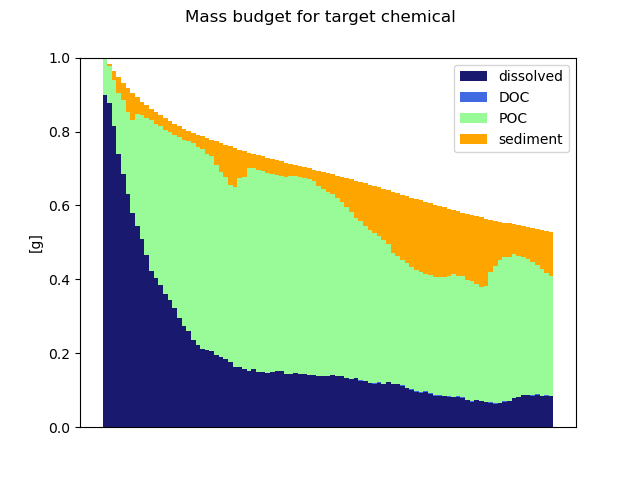 Mass budget for target chemical
1.0
0.8
0.6
0.4
0.2
0.0
[g]
dissolved
DOC
POC
sediment